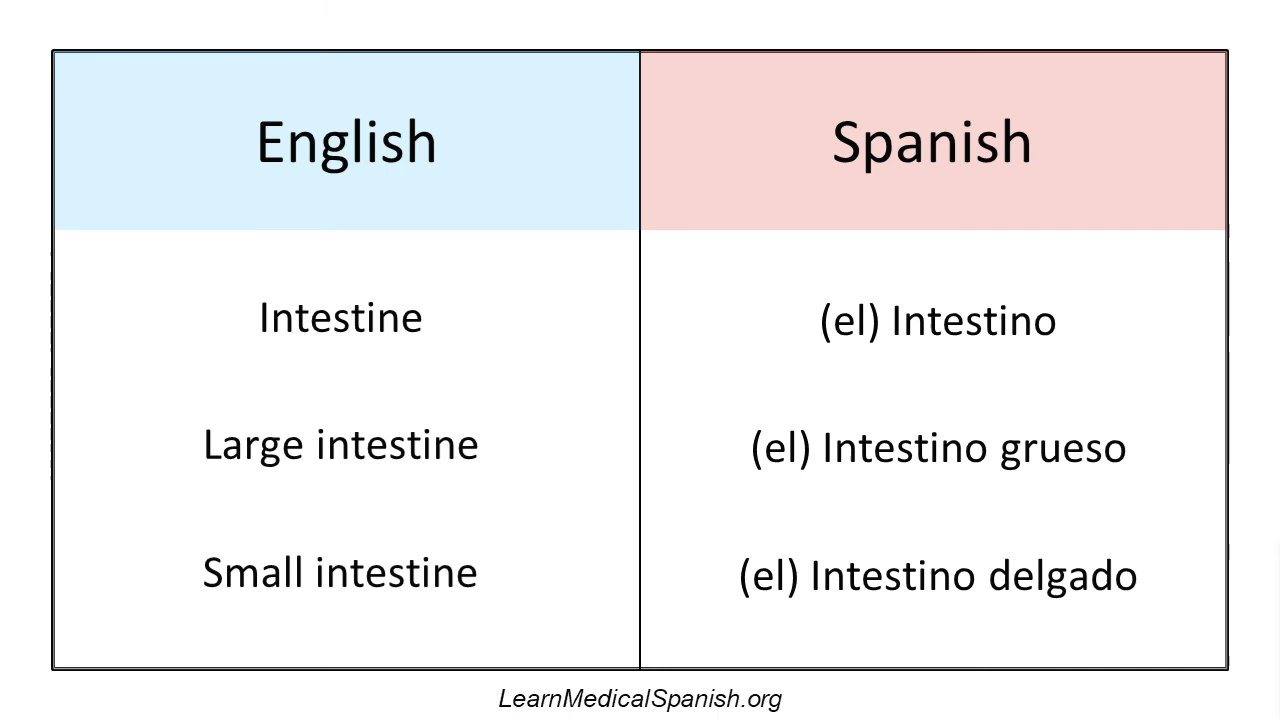 English Spanish
Intestine (el) Intestino
Large intestine (el) Intestino grueso
Small intestine (el) Intestino delgado
LearnMedicalSpanish.org